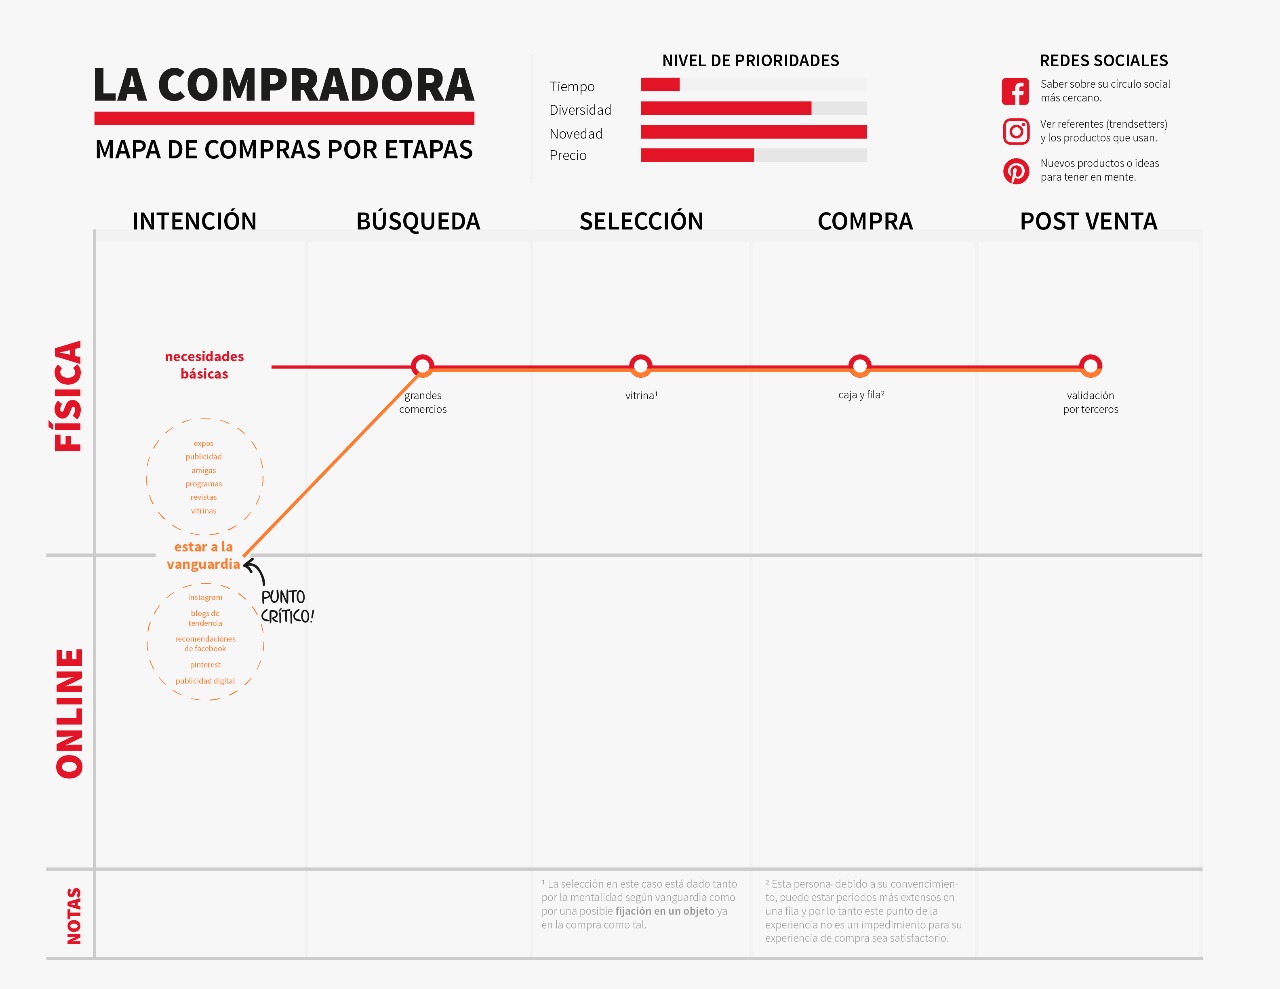 LA COMPRADORA
MAPA DE COMPRAS POR ETAPAS
NIVEL DE PRIORIDADES
Tiempo
Diversidad
Novedad
Precio
REDES SOCIALES
Saber sobre su círculo social
más cercano.
Ver referentes (trendsetters)
y los productos que usan.
Nuevos productos o ideas
para tener en mente.
INTENCIÓN
BÚSQUEDA
SELECCIÓN
COMPRA
POST VENTA
FÍSICA
necesidades
básicas
grandes
comercios
vitrina¹
caja y fila²
validación
por terceros
expos
publicidad
amigas
programas
revistas
vitrinas
estar a la
vanguardia
PUNTO
CRÍTICO!
ONLINE
instagram
blogs de
tendencia
recomendaciones
de facebook
pinterest
publicidad digital
NOTAS
¹ La selección en este caso está dado tanto
por la mentalidad según vanguardia como
por una posible fijación en un objeto ya
en la compra como tal.
² Esta persona- debido a su convencimien-
to, puede estar periodos más extensos en
una fila y por lo tanto este punto de la
experiencia no es un impedimento para su
experiencia de compra sea satisfactorio.